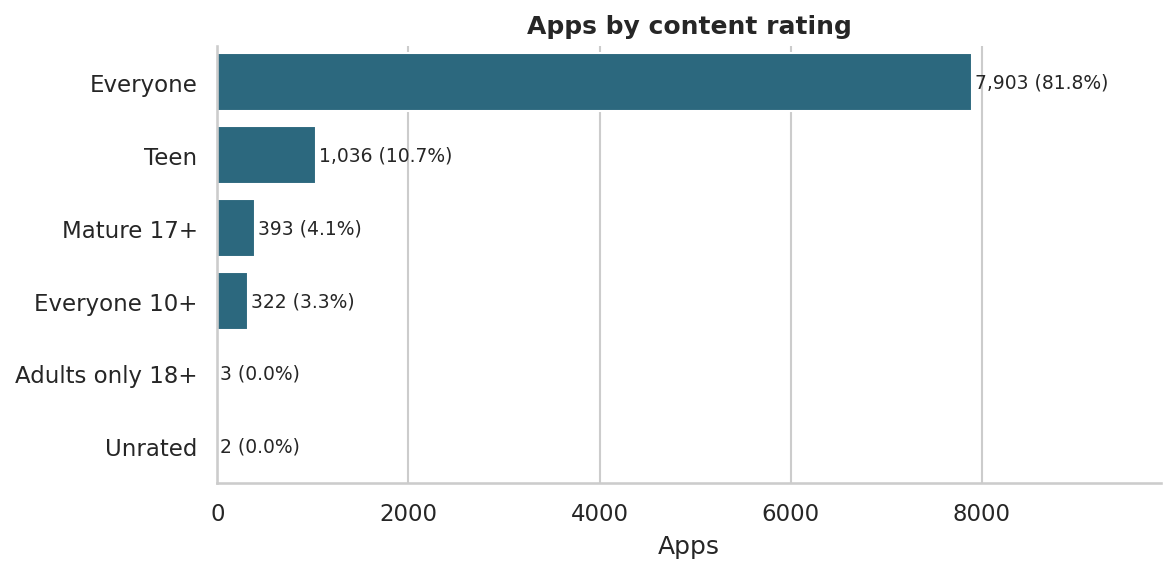 Apps by content rating
Everyone 7,903 (81.8%)
Teen 1,036 (10.7%)
Mature 17+ 393 (4.1%)
Everyone 10+ 322 (3.3%)
Adults only 18+ 3 (0.0%)
Unrated 2 (0.0%)
0 2000 4000 6000 8000
Apps